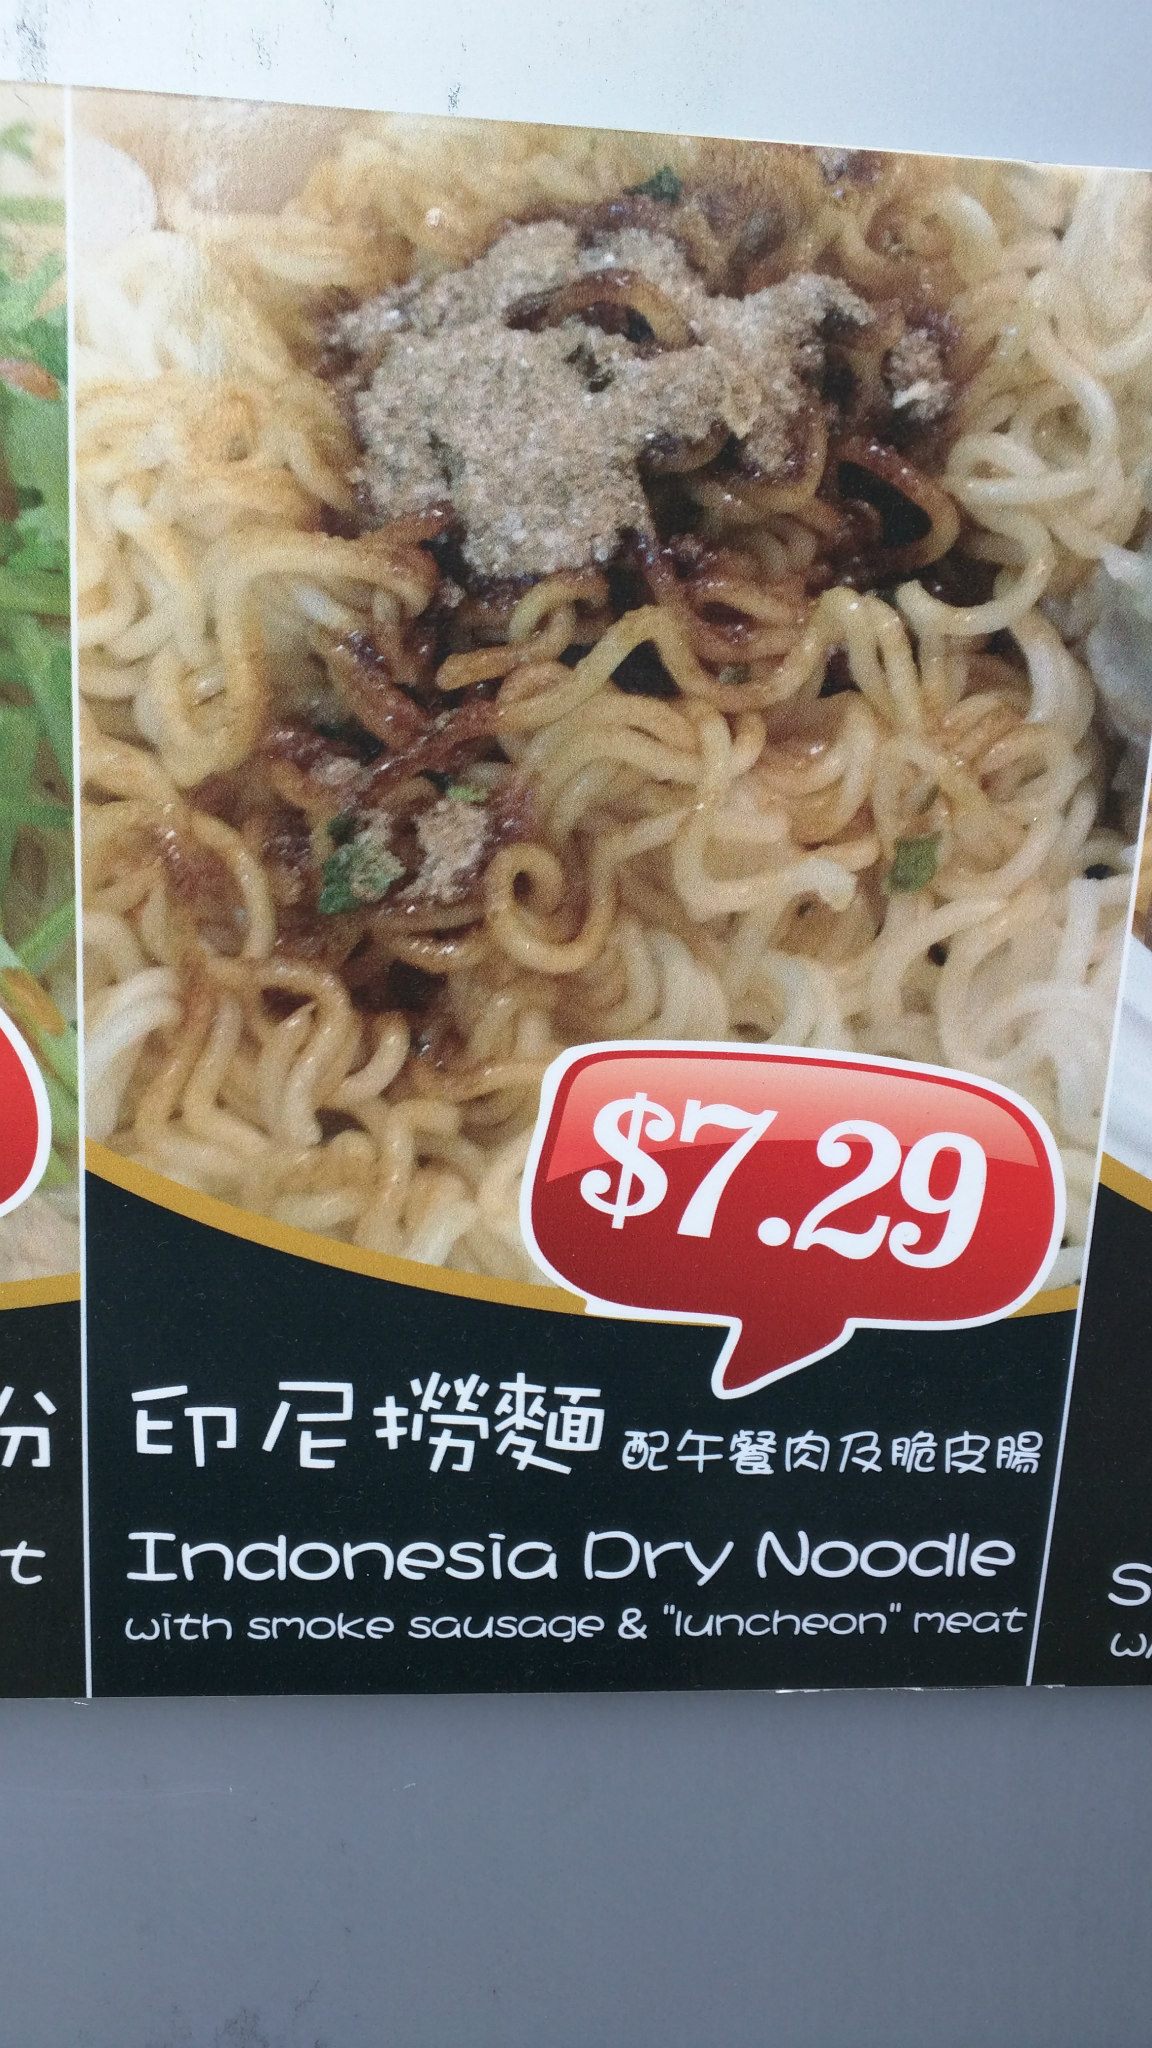 $7.29
份
印尼撈麵 配午餐肉及脆皮腸
t
Indonesia Dry Noodle
S
with smoke sausage & "luncheon" meat
w/